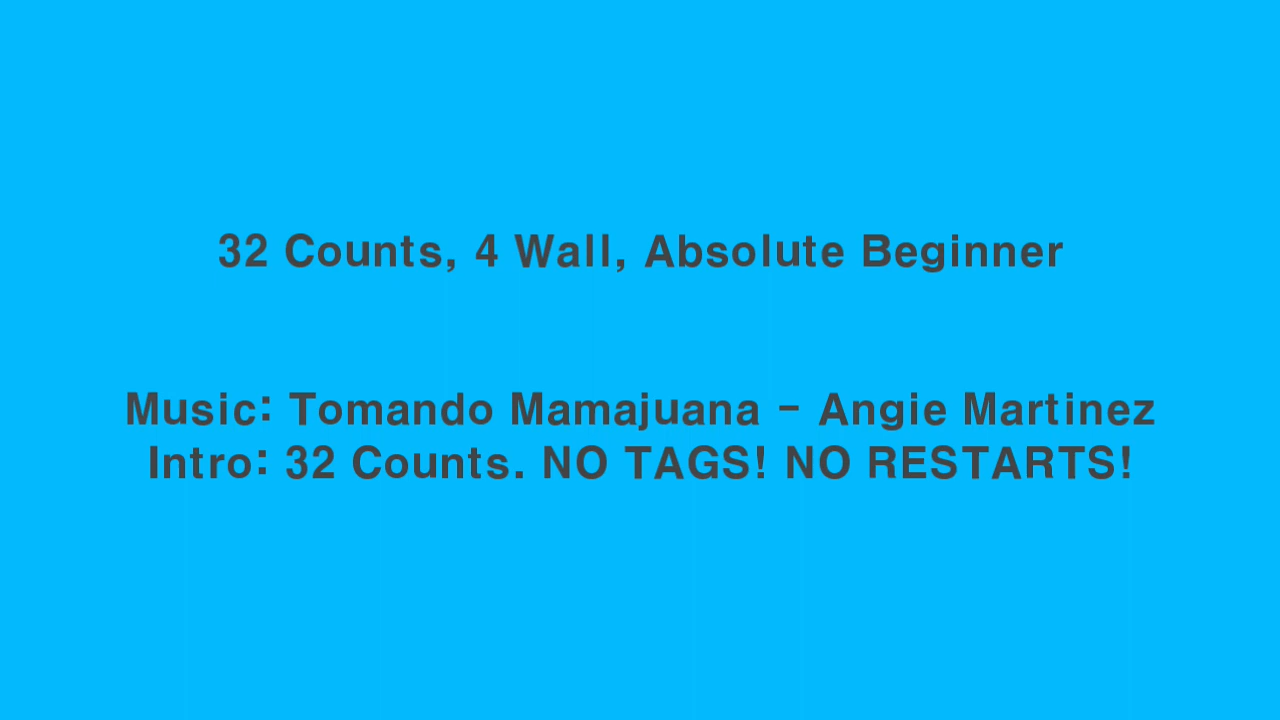 32 Counts, 4 Wall, Absolute Beginner
Music: Tomando Mamajuana - Angie Martinez
Intro: 32 Counts. NO TAGS! NO RESTARTS!